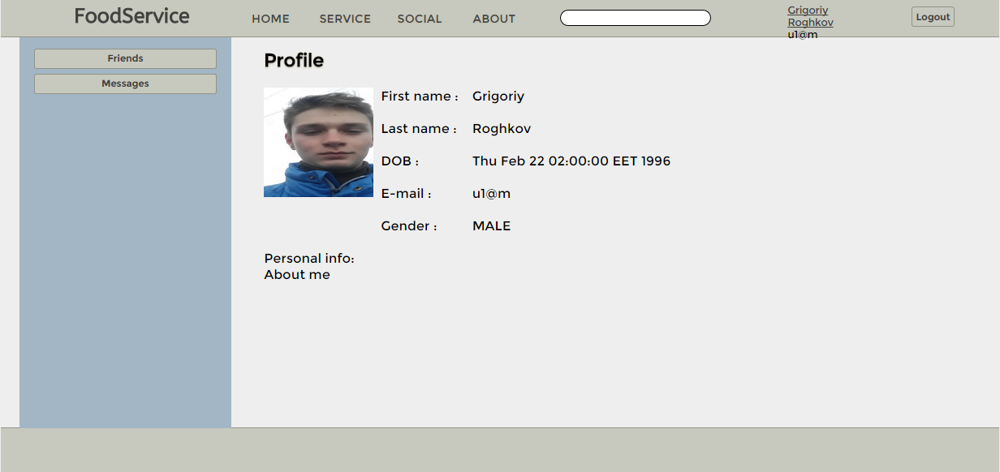 FoodService
HOME SERVICE SOCIAL ABOUT
Grigoriy
Roghkov
u1@m
Logout
Friends
Messages
Profile
First name : Grigoriy
Last name : Roghkov
DOB : Thu Feb 22 02:00:00 EET 1996
E-mail : u1@m
Gender : MALE
Personal info:
About me